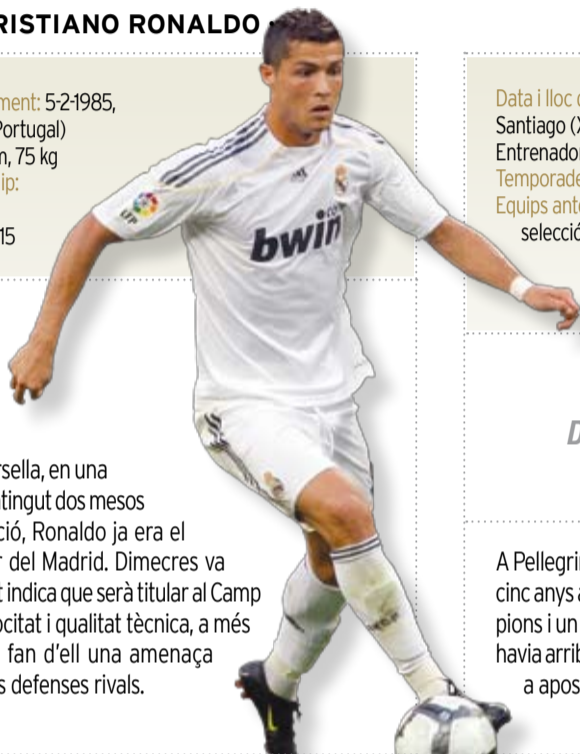 RISTIANO RONALDO
ment: 5-2-1985,
Portugal)
m, 75 kg
ip:
15
LFP
bwin
.com
rsella, en una
tingut dos mesos
ció, Ronaldo ja era el
r del Madrid. Dimecres va
t indica que serà titular al Camp
ocitat i qualitat tècnica, a més
fan d'ell una amenaça
s defenses rivals.
Data i lloc d
Santiago (X
Entrenador
Temporade
Equips ante
selecció
D
A Pellegrin
cinc anys a
pions i un
havia arrib
a apos